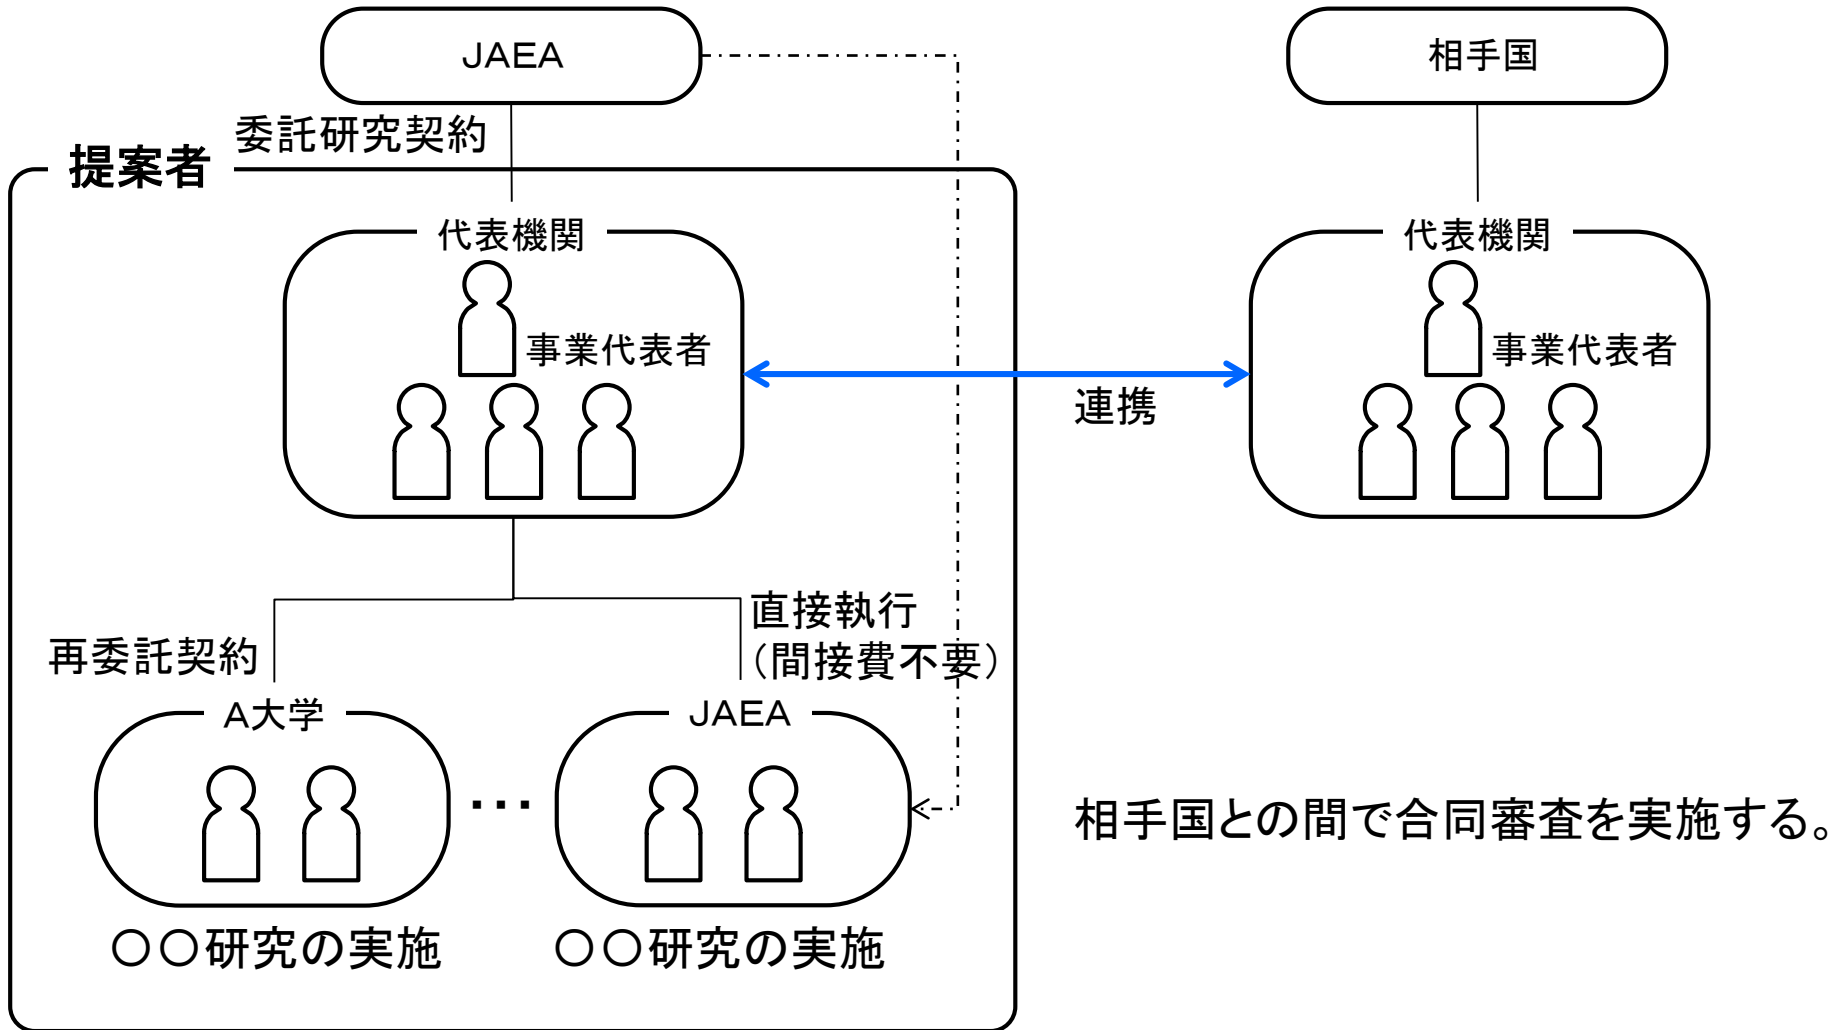 JAEA
相手国
委託研究契約
提案者
代表機関
事業代表者
代表機関
事業代表者
連携
再委託契約
直接執行
（間接費不要）
A大学
JAEA
・・・
〇〇研究の実施
〇〇研究の実施
相手国との間で合同審査を実施する。